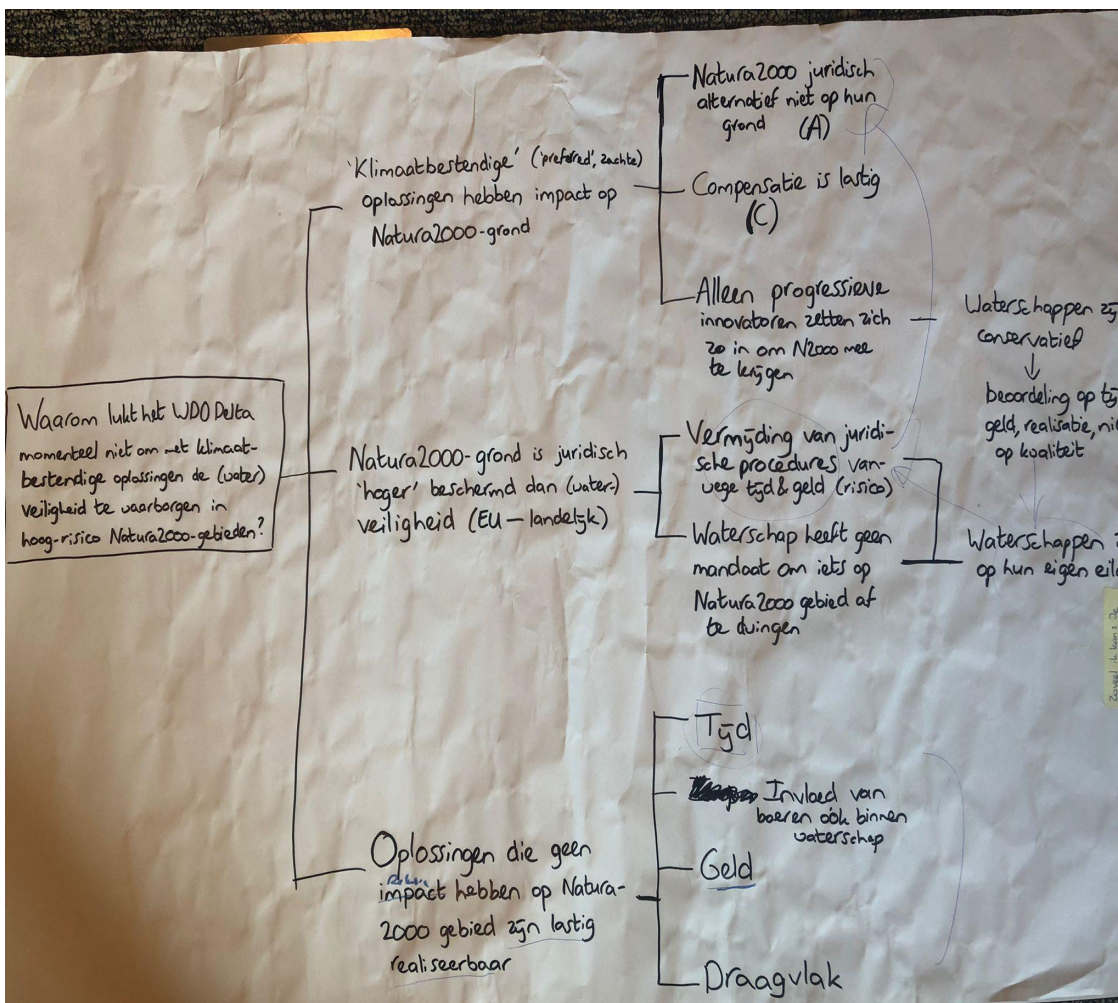 Waarom lukt het WDO Delta
momenteel niet om met klimaat-
bestendige oplossingen de (water)
veiligheid te waarborgen in
hoog-risico Natura2000-gebieden?
'Klimaatbestendige' ('preferred', zachte)
oplossingen hebben impact op
Natura2000-grond
Natura2000 juridisch
alternatief niet op hun
grond (A)
Compensatie is lastig
(C)
Alleen progressieve
innovatoren zetten zich
zo in om N2000 mee
te krijgen
Waterschappen zij
conservatief
beoordeling op tij
geld, realisatie, nie
op kwaliteit
Natura2000-grond is juridisch
'hoger' beschermd dan (water-)
veiligheid (EU – landelijk)
Vermijding van juridi-
sche procedures van-
wege tijd & geld (risico)
Waterschap heeft geen
mandaat om iets op
Natura2000 gebied af
te dwingen
Waterschappen
op hun eigen eil
Oplossingen die geen
impact hebben op Natura-
2000 gebied zijn lastig
realiseerbaar
Tijd
Invloed van
boeren óók binnen
waterschap
Geld
Draagvlak